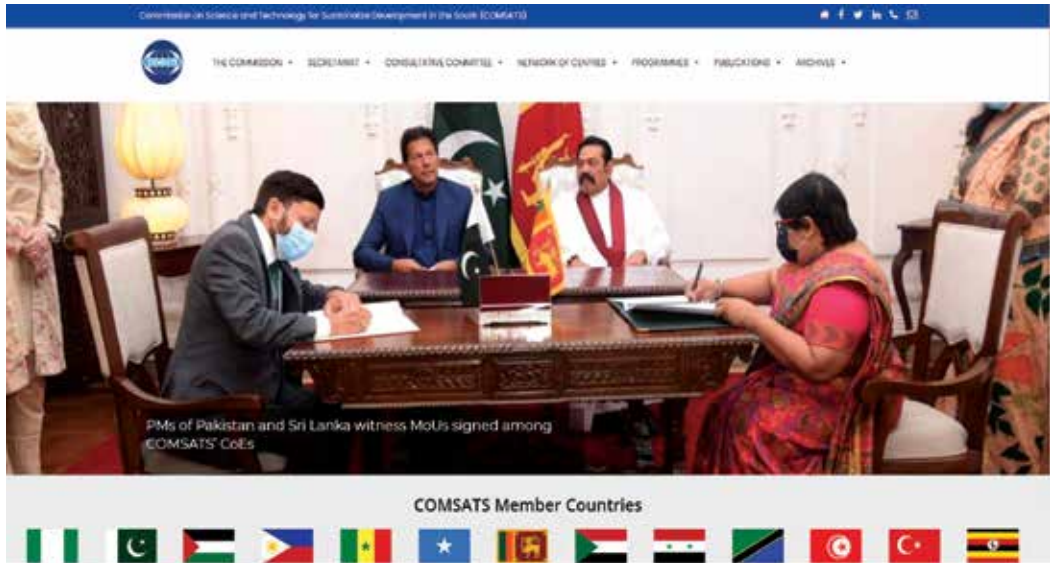 Commission on Science and Technology for Sustainable Development in the South (COMSATS)
COMSATS
THE COMMISSION SECRETARIAT CONSULTATIVE COMMITTEE NETWORK OF CENTRES PROGRAMMES PUBLICATIONS ARCHIVES
PMs of Pakistan and Sri Lanka witness MoUs signed among
COMSATS' CoEs
COMSATS Member Countries